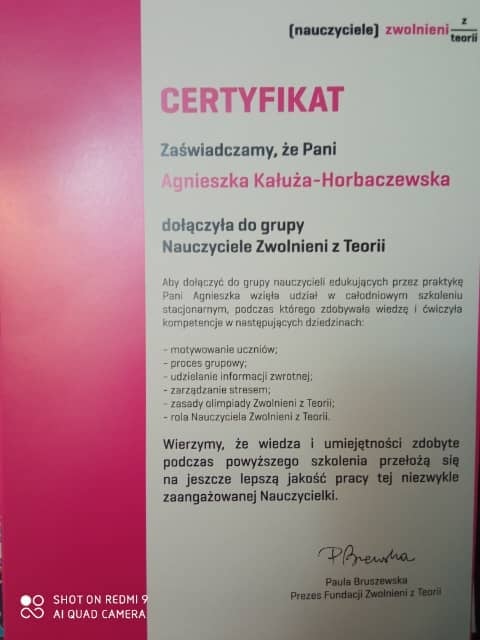 [nauczyciele] zwolnieni z teorii
CERTYFIKAT
Zaświadczamy, że Pani
Agnieszka Kałuża-Horbaczewska
dołączyła do grupy
Nauczyciele Zwolnieni z Teorii
Aby dołączyć do grupy nauczycieli edukujących przez praktykę
Pani Agnieszka wzięła udział w całodniowym szkoleniu
stacjonarnym, podczas którego zdobywała wiedzę i ćwiczyła
kompetencje w następujących dziedzinach:
- motywowanie uczniów;
- proces grupowy;
- udzielanie informacji zwrotnej;
- zarządzanie stresem;
- zasady olimpiady Zwolnieni z Teorii;
- rola Nauczyciela Zwolnieni z Teorii.
Wierzymy, że wiedza i umiejętności zdobyte
podczas powyższego szkolenia przełożą się
na jeszcze lepszą jakość pracy tej niezwykle
zaangażowanej Nauczycielki.
P. Bruewska
Paula Bruszewska
Prezes Fundacji Zwolnieni z Teorii
SHOT ON REDMI 9
AI QUAD CAMERA